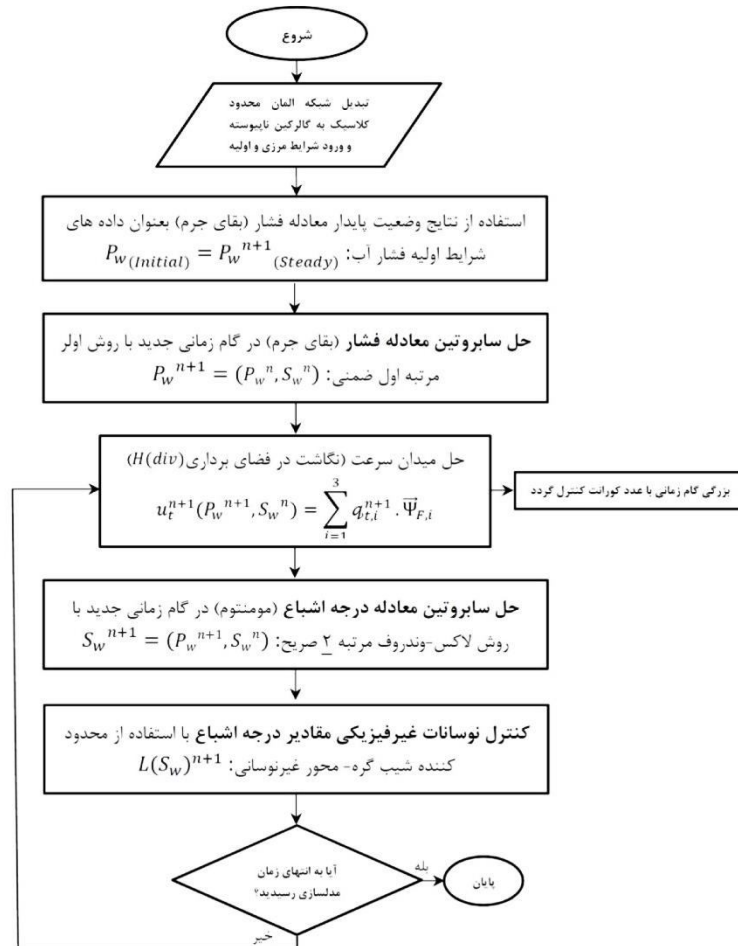 شروع
تبدیل شبکه المان محدود
کلاسیک به گالرکین ناپیوسته
و ورود شرایط مرزی و اولیه
استفاده از نتایج وضعیت پایدار معادله فشار (بقای جرم) بعنوان داده های
شرایط اولیه فشار آب: P_{w(Initial)} = P_w^{n+1}_{(Steady)}
حل سابروتین معادله فشار (بقای جرم) در گام زمانی جدید با روش اولر
مرتبه اول ضمنی: P_w^{n+1} = (P_w^n, S_w^n)
حل میدان سرعت (نگاشت در فضای برداری H(div))
u_t^{n+1}(P_w^{n+1}, S_w^n) = \sum_{i=1}^{3} q_{t,i}^{n+1} . \vec{Ψ}_{F,i}
بزرگی گام زمانی با عدد کورانت کنترل گردد
حل سابروتین معادله درجه اشباع (مومنتوم) در گام زمانی جدید با
روش لاکس-وندروف مرتبه ۲ صریح: S_w^{n+1} = (P_w^{n+1}, S_w^n)
کنترل نوسانات غیرفیزیکی مقادیر درجه اشباع با استفاده از محدود
کننده شیب گره- محور غیرنوسانی: L(S_w)^{n+1}
آیا به انتهای زمان
مدلسازی رسیدید؟
بله
پایان
خیر